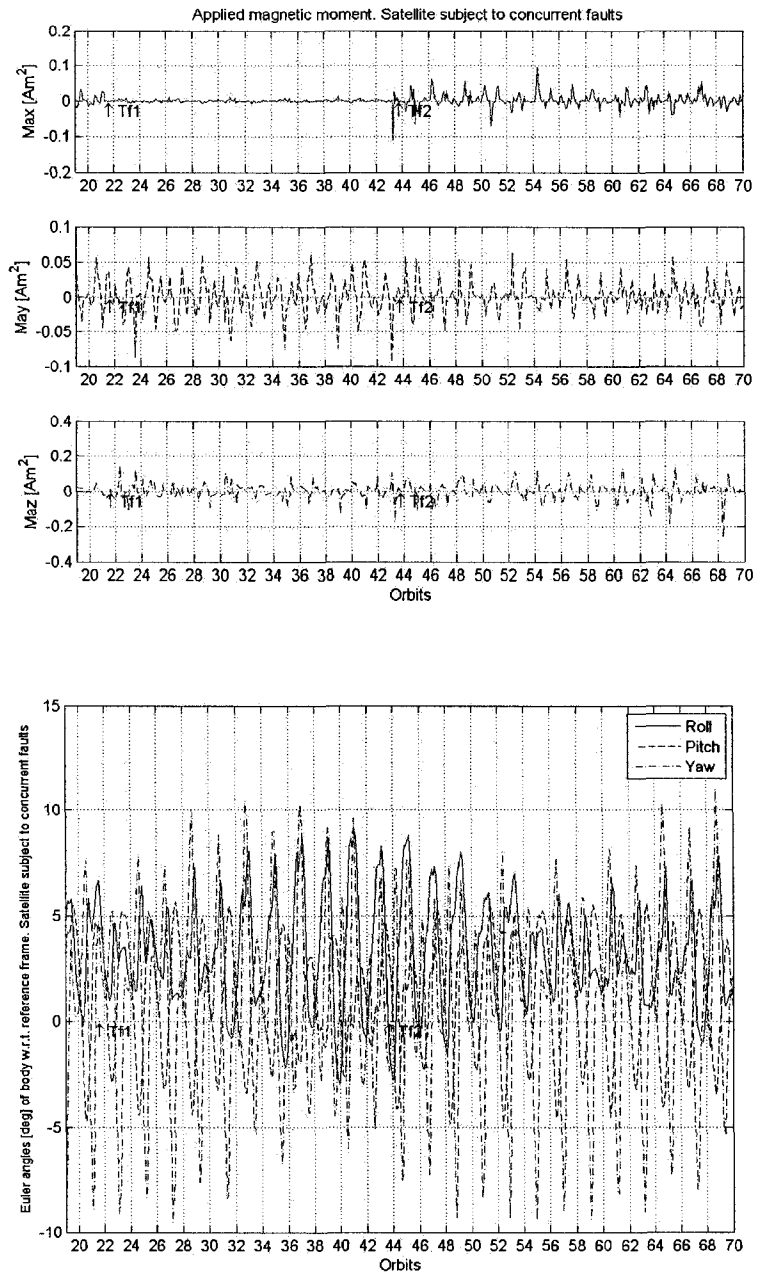 Applied magnetic moment. Satellite subject to concurrent faults
0.2
0.1
0
-0.1
-0.2
Max [Am2]
↑ Tf1
↑ Tf2
20 22 24 26 28 30 32 34 36 38 40 42 44 46 48 50 52 54 56 58 60 62 64 66 68 70
0.1
0.05
0
-0.05
-0.1
May [Am2]
↑ Tf1
↑ Tf2
20 22 24 26 28 30 32 34 36 38 40 42 44 46 48 50 52 54 56 58 60 62 64 66 68 70
0.4
0.2
0
-0.2
-0.4
Maz [Am2]
↑ Tf1
↑ Tf2
20 22 24 26 28 30 32 34 36 38 40 42 44 46 48 50 52 54 56 58 60 62 64 66 68 70
Orbits
Euler angles [deg] of body w.r.t. reference frame. Satellite subject to concurrent faults
15
10
5
0
-5
-10
Roll
Pitch
Yaw
↑ Tf1
↑ Tf2
20 22 24 26 28 30 32 34 36 38 40 42 44 46 48 50 52 54 56 58 60 62 64 66 68 70
Orbits